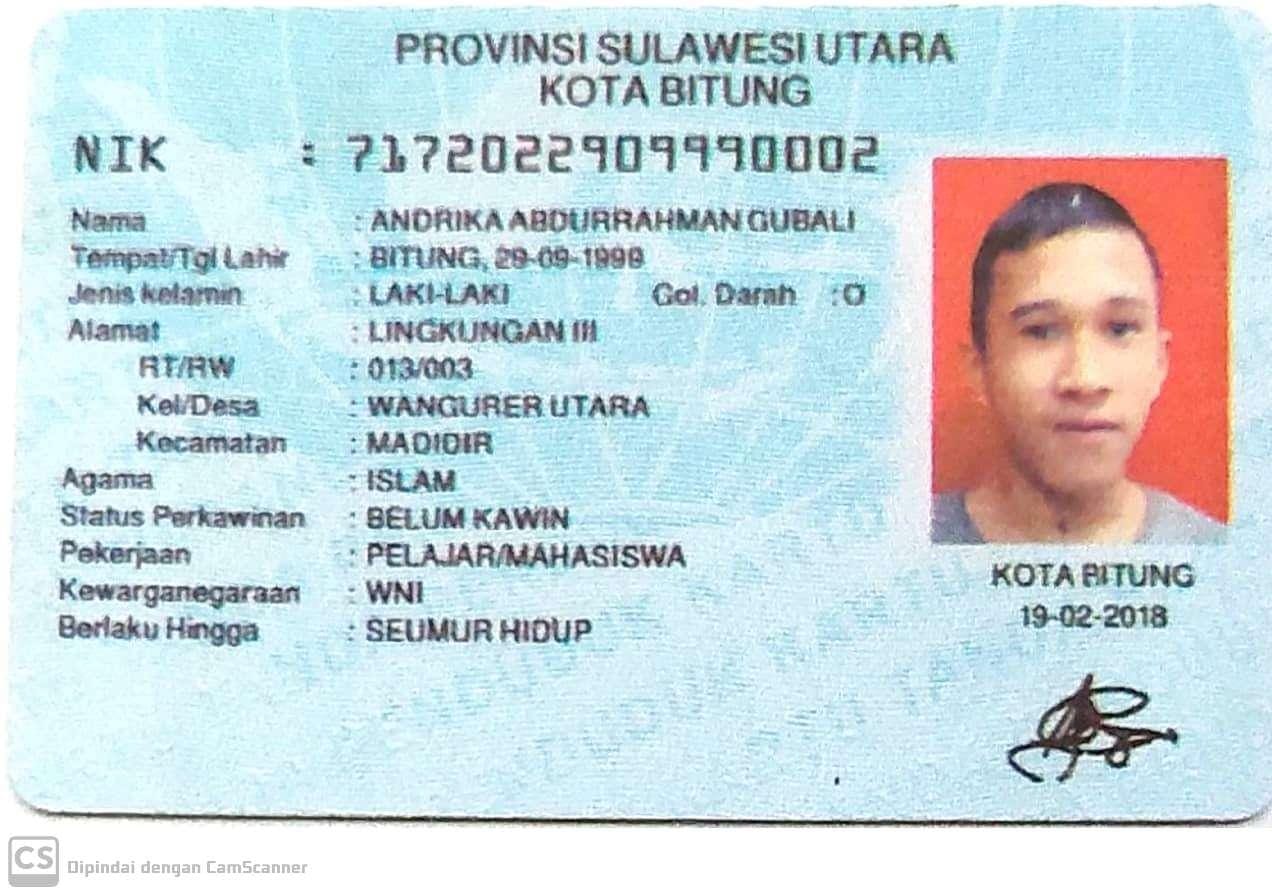 PROVINSI SULAWESI UTARA
KOTA BITUNG
NIK : 7172022909990002
Nama : ANDRIKA ABDURRAHMAN GUBALI
Tempat/Tgl Lahir : BITUNG, 29-09-1999
Jenis kelamin : LAKI-LAKI Gol. Darah : O
Alamat : LINGKUNGAN III
RT/RW : 013/003
Kel/Desa : WANGURER UTARA
Kecamatan : MADIDIR
Agama : ISLAM
Status Perkawinan : BELUM KAWIN
Pekerjaan : PELAJAR/MAHASISWA
Kewarganegaraan : WNI
Berlaku Hingga : SEUMUR HIDUP
KOTA BITUNG
19-02-2018
CS Dipindai dengan CamScanner